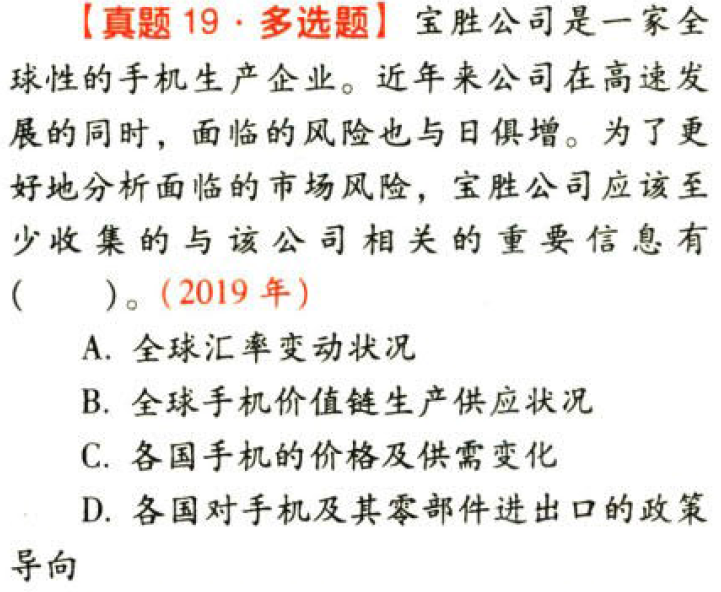 【真题 19 · 多选题】宝胜公司是一家全
球性的手机生产企业。近年来公司在高速发
展的同时，面临的风险也与日俱增。为了更
好地分析面临的市场风险，宝胜公司应该至
少收集的与该公司相关的重要信息有
(　　)。(2019 年)
A. 全球汇率变动状况
B. 全球手机价值链生产供应状况
C. 各国手机的价格及供需变化
D. 各国对手机及其零部件进出口的政策
导向